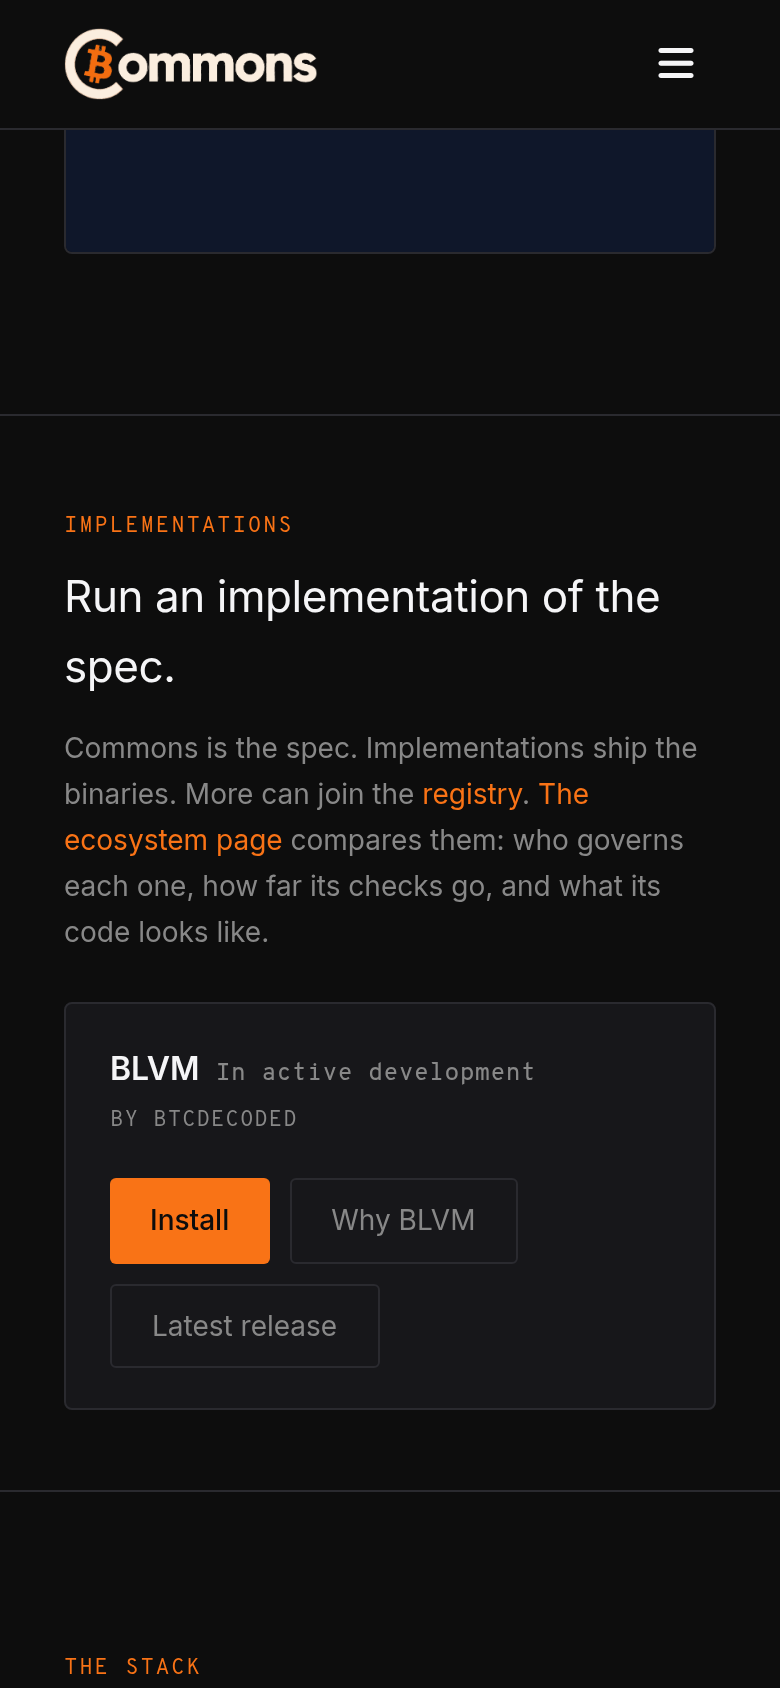 Commons
IMPLEMENTATIONS
Run an implementation of the
spec.
Commons is the spec. Implementations ship the
binaries. More can join the registry. The
ecosystem page compares them: who governs
each one, how far its checks go, and what its
code looks like.
BLVM In active development
BY BTCDECODED
Install
Why BLVM
Latest release
THE STACK